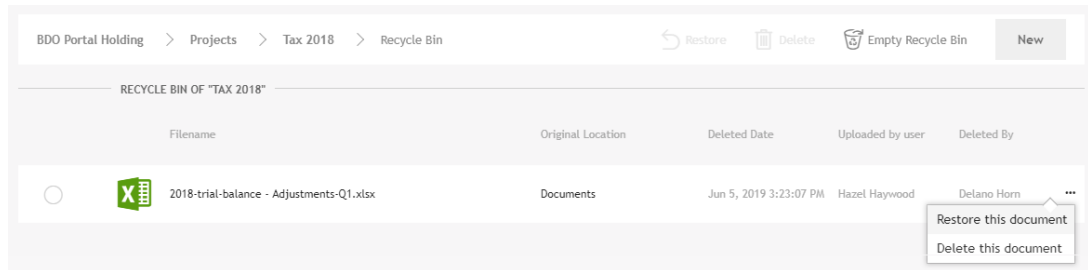 BDO Portal Holding > Projects > Tax 2018 > Recycle Bin Restore Delete Empty Recycle Bin New
RECYCLE BIN OF "TAX 2018"
Filename Original Location Deleted Date Uploaded by user Deleted By
2018-trial-balance - Adjustments-Q1.xlsx Documents Jun 5, 2019 3:23:07 PM Hazel Haywood Delano Horn ...
Restore this document
Delete this document